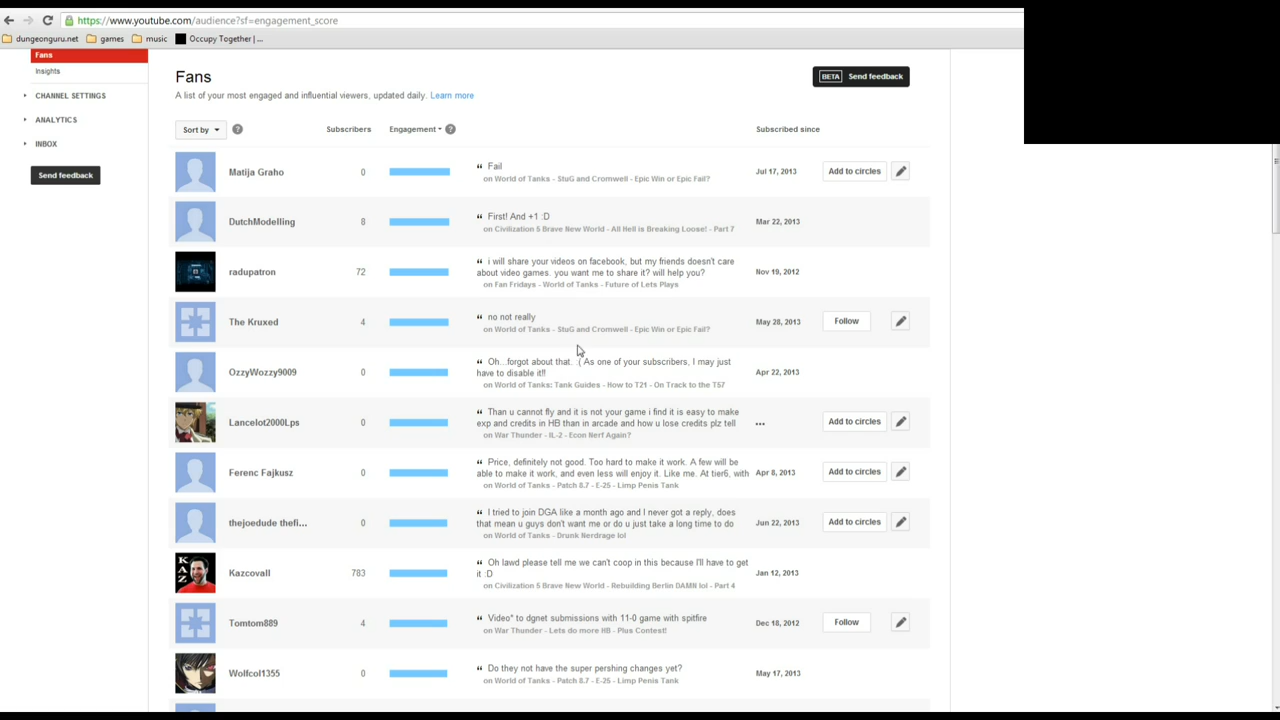 https://www.youtube.com/audience?sf=engagement_score
dungeonguru.net games music Occupy Together | ...
Fans
Insights
CHANNEL SETTINGS
ANALYTICS
INBOX
Send feedback
Fans
BETA Send feedback
A list of your most engaged and influential viewers, updated daily. Learn more
Sort by ? Subscribers Engagement ? Subscribed since
Matija Graho 0 “ Fail Jul 17, 2013 Add to circles
on World of Tanks - StuG and Cromwell - Epic Win or Epic Fail?
DutchModelling 8 “ First! And +1 :D Mar 22, 2013
on Civilization 5 Brave New World - All Hell is Breaking Loose! - Part 7
“ i will share your videos on facebook, but my friends doesn't care
radupatron 72 about video games. you want me to share it? will help you? Nov 19, 2012
on Fan Fridays - World of Tanks - Future of Lets Plays
The Kruxed 4 “ no not really May 28, 2013 Follow
on World of Tanks - StuG and Cromwell - Epic Win or Epic Fail?
“ Oh...forgot about that. :( As one of your subscribers, I may just
OzzyWozzy9009 0 have to disable it!! Apr 22, 2013
on World of Tanks: Tank Guides - How to T21 - On Track to the T57
“ Than u cannot fly and it is not your game i find it is easy to make
Lancelot2000Lps 0 exp and credits in HB than in arcade and how u lose credits plz tell ... Add to circles
on War Thunder - IL-2 - Econ Nerf Again?
“ Price, definitely not good. Too hard to make it work. A few will be
Ferenc Fajkusz 0 able to make it work, and even less will enjoy it. Like me. At tier6, with Apr 8, 2013 Add to circles
on World of Tanks - Patch 8.7 - E-25 - Limp Penis Tank
“ I tried to join DGA like a month ago and I never got a reply, does
thejoedude thefi... 0 that mean u guys don't want me or do u just take a long time to do Jun 22, 2013 Add to circles
on World of Tanks - Drunk Nerdrage lol
KAZ
“ Oh lawd please tell me we can't coop in this because I'll have to get
Kazcovall 783 it :D Jan 12, 2013
on Civilization 5 Brave New World - Rebuilding Berlin DAMN lol - Part 4
Tomtom889 4 “ Video* to dgnet submissions with 11-0 game with spitfire Dec 18, 2012 Follow
on War Thunder - Lets do more HB - Plus Contest!
Wolfcol1355 0 “ Do they not have the super pershing changes yet? May 17, 2013
on World of Tanks - Patch 8.7 - E-25 - Limp Penis Tank